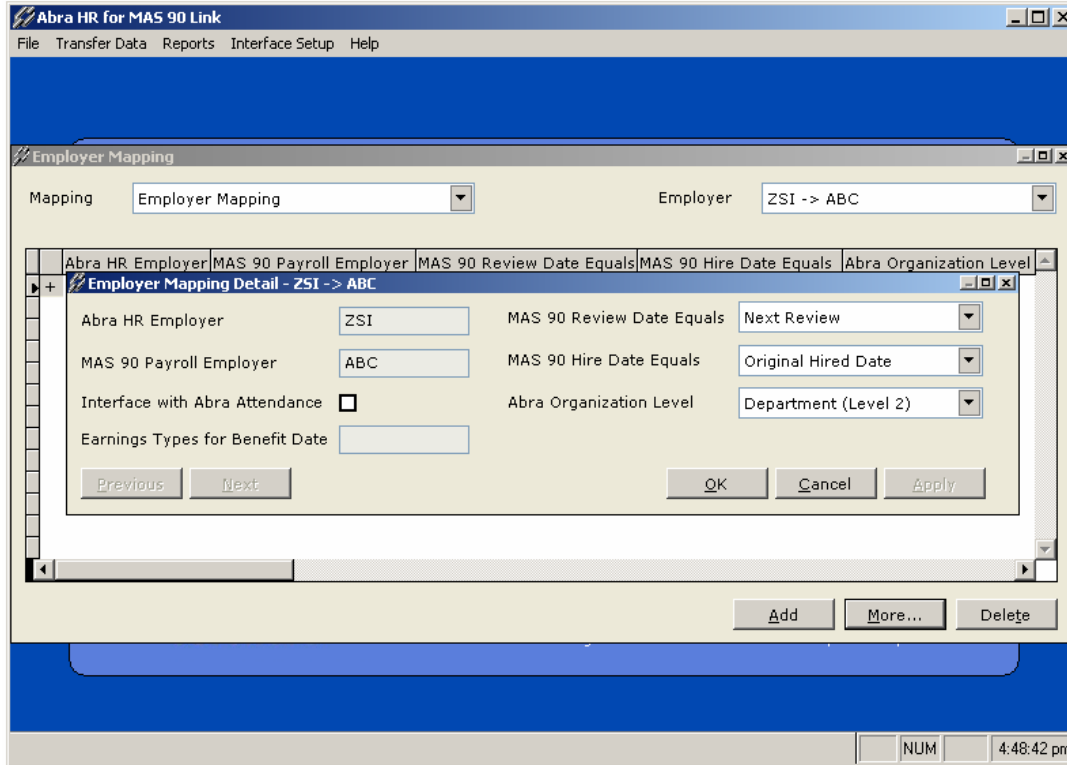 Abra HR for MAS 90 Link
File Transfer Data Reports Interface Setup Help
Employer Mapping
Mapping Employer Mapping Employer ZSI -> ABC
Abra HR Employer MAS 90 Payroll Employer MAS 90 Review Date Equals MAS 90 Hire Date Equals Abra Organization Level
+ Employer Mapping Detail - ZSI -> ABC
Abra HR Employer ZSI MAS 90 Review Date Equals Next Review
MAS 90 Payroll Employer ABC MAS 90 Hire Date Equals Original Hired Date
Interface with Abra Attendance Abra Organization Level Department (Level 2)
Earnings Types for Benefit Date
Previous Next OK Cancel Apply
Add More... Delete
NUM 4:48:42 pm